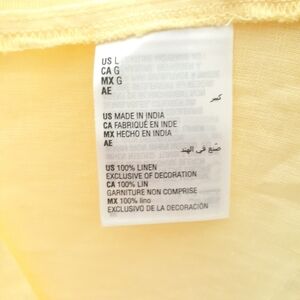 US L
CA G
MX G
AE
كبير
US MADE IN INDIA
CA FABRIQUÉ EN INDE
MX HECHO EN INDIA
AE
صنع في الهند
US 100% LINEN
EXCLUSIVE OF DECORATION
CA 100% LIN
GARNITURE NON COMPRISE
MX 100% lino
EXCLUSIVO DE LA DECORACIÓN